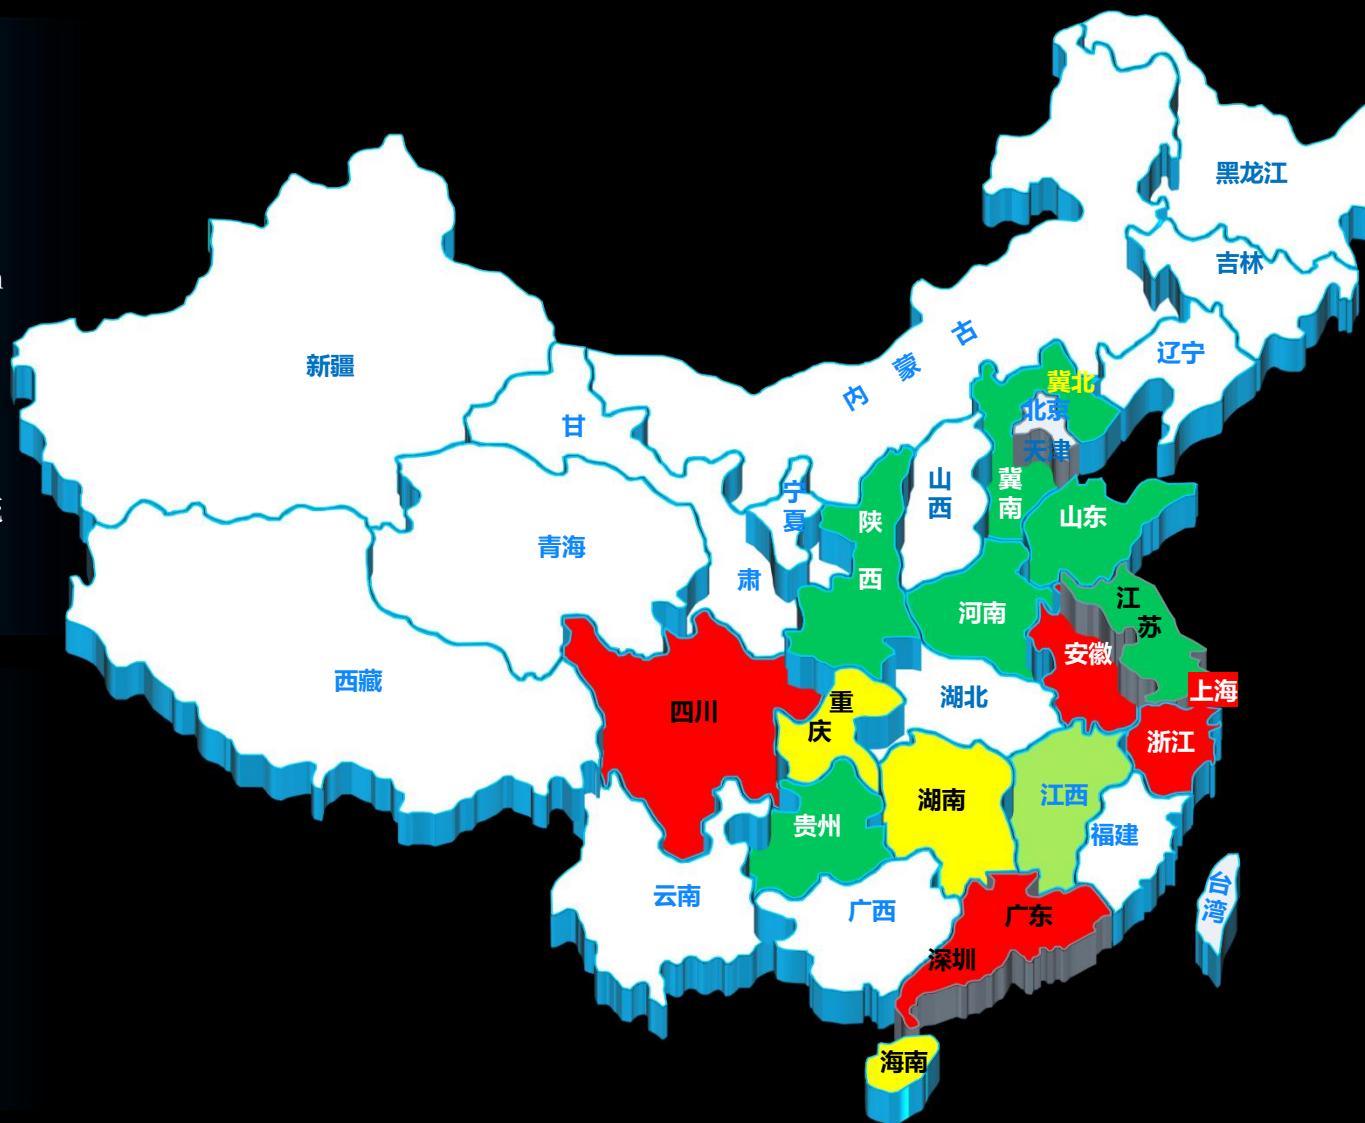 黑龙江
吉林
辽宁
内蒙古
新疆
甘
肃
冀北
北京
天津
冀南
山西
宁夏
陕西
山东
青海
河南
江苏
安徽
上海
西藏
四川
重庆
湖北
浙江
湖南
江西
贵州
福建
云南
广西
广东
深圳
台湾
海南